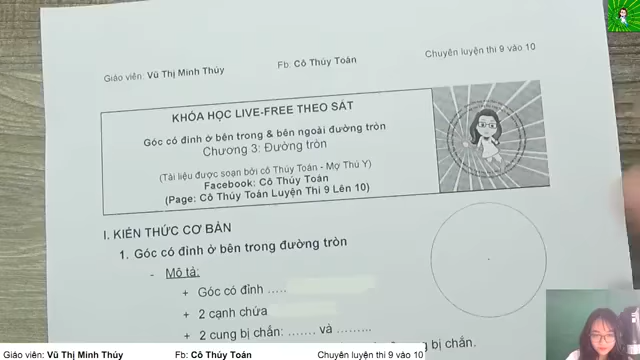 Giáo viên: Vũ Thị Minh Thúy Fb: Cô Thúy Toán Chuyên luyện thi 9 vào 10
KHÓA HỌC LIVE-FREE THEO SÁT
Góc có đỉnh ở bên trong & bên ngoài đường tròn
Chương 3: Đường tròn
(Tài liệu được soạn bởi cô Thúy Toán - Mợ Thú Y)
Facebook: Cô Thúy Toán
(Page: Cô Thúy Toán Luyện Thi 9 Lên 10)
I. KIẾN THỨC CƠ BẢN
1. Góc có đỉnh ở bên trong đường tròn
- Mô tả:
+ Góc có đỉnh .....
+ 2 cạnh chứa
+ 2 cung bị chắn: ....... và .........
bị chắn.
Giáo viên: Vũ Thị Minh Thúy Fb: Cô Thúy Toán Chuyên luyện thi 9 vào 10